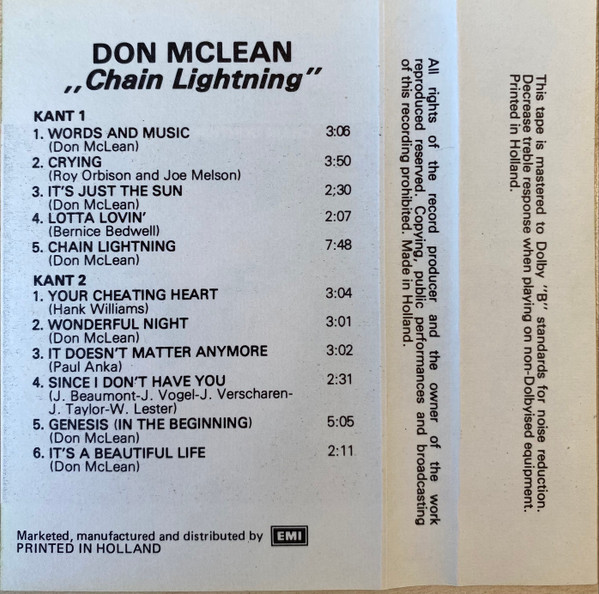 DON MCLEAN
,,Chain Lightning"
KANT 1
1. WORDS AND MUSIC 3:06
(Don McLean)
2. CRYING 3:50
(Roy Orbison and Joe Melson)
3. IT'S JUST THE SUN 2;30
(Don McLean)
4. LOTTA LOVIN' 2:07
(Bernice Bedwell)
5. CHAIN LIGHTNING 7:48
(Don McLean)
KANT 2
1. YOUR CHEATING HEART 3:04
(Hank Williams)
2. WONDERFUL NIGHT 3:01
(Don McLean)
3. IT DOESN'T MATTER ANYMORE 3:02
(Paul Anka)
4. SINCE I DON'T HAVE YOU 2:31
(J. Beaumont-J. Vogel-J. Verscharen-
J. Taylor-W. Lester)
5. GENESIS (IN THE BEGINNING) 5:05
(Don McLean)
6. IT'S A BEAUTIFUL LIFE 2:11
(Don McLean)
Marketed, manufactured and distributed by EMI
PRINTED IN HOLLAND
All rights of the record producer and the owner of the work
reproduced reserved. Copying, public performances and broadcasting
of this recording prohibited. Made in Holland.
This tape is mastered to Dolby "B" standards for noise reduction.
Decrease treble response when playing on non-Dolbyised equipment.
Printed in Holland.